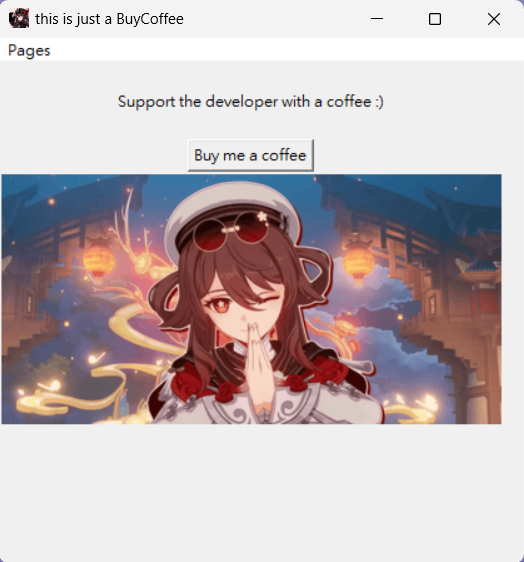 this is just a BuyCoffee
Pages
Support the developer with a coffee :)
Buy me a coffee